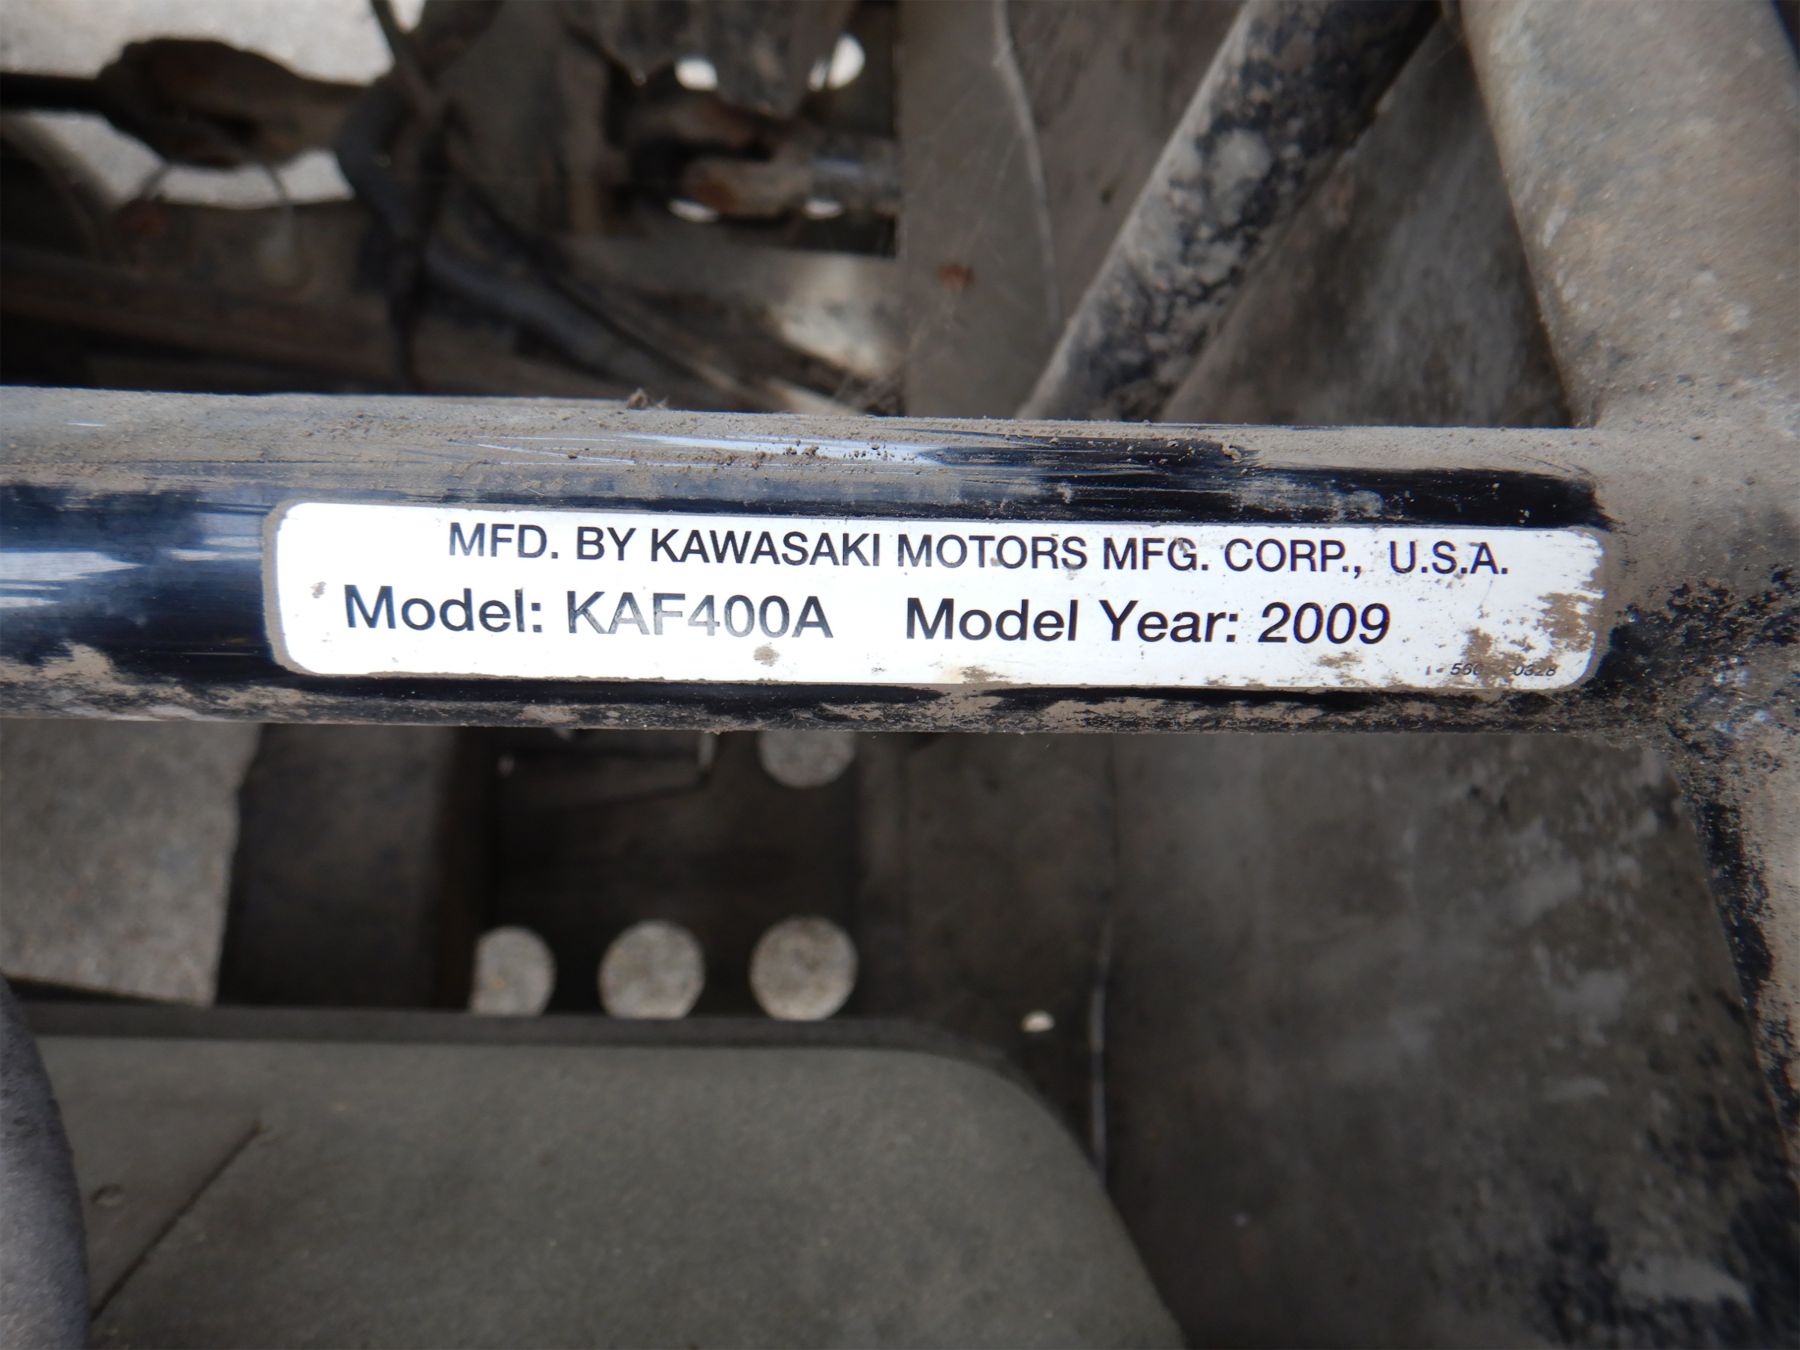 MFD. BY KAWASAKI MOTORS MFG. CORP., U.S.A.
Model: KAF400A Model Year: 2009